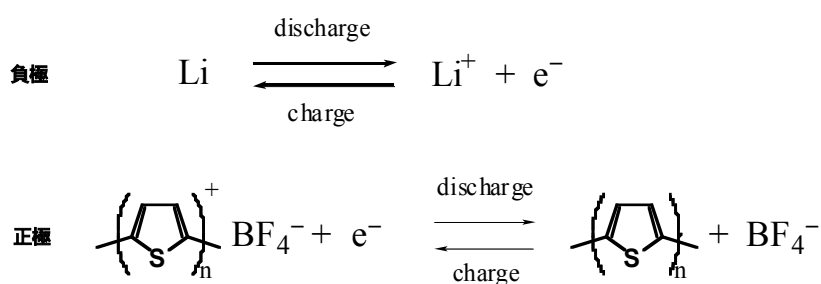 discharge
負極 Li Li⁺ + e⁻
charge
discharge
正極 ( S )n⁺ BF₄⁻ + e⁻ ( S )n + BF₄⁻
charge